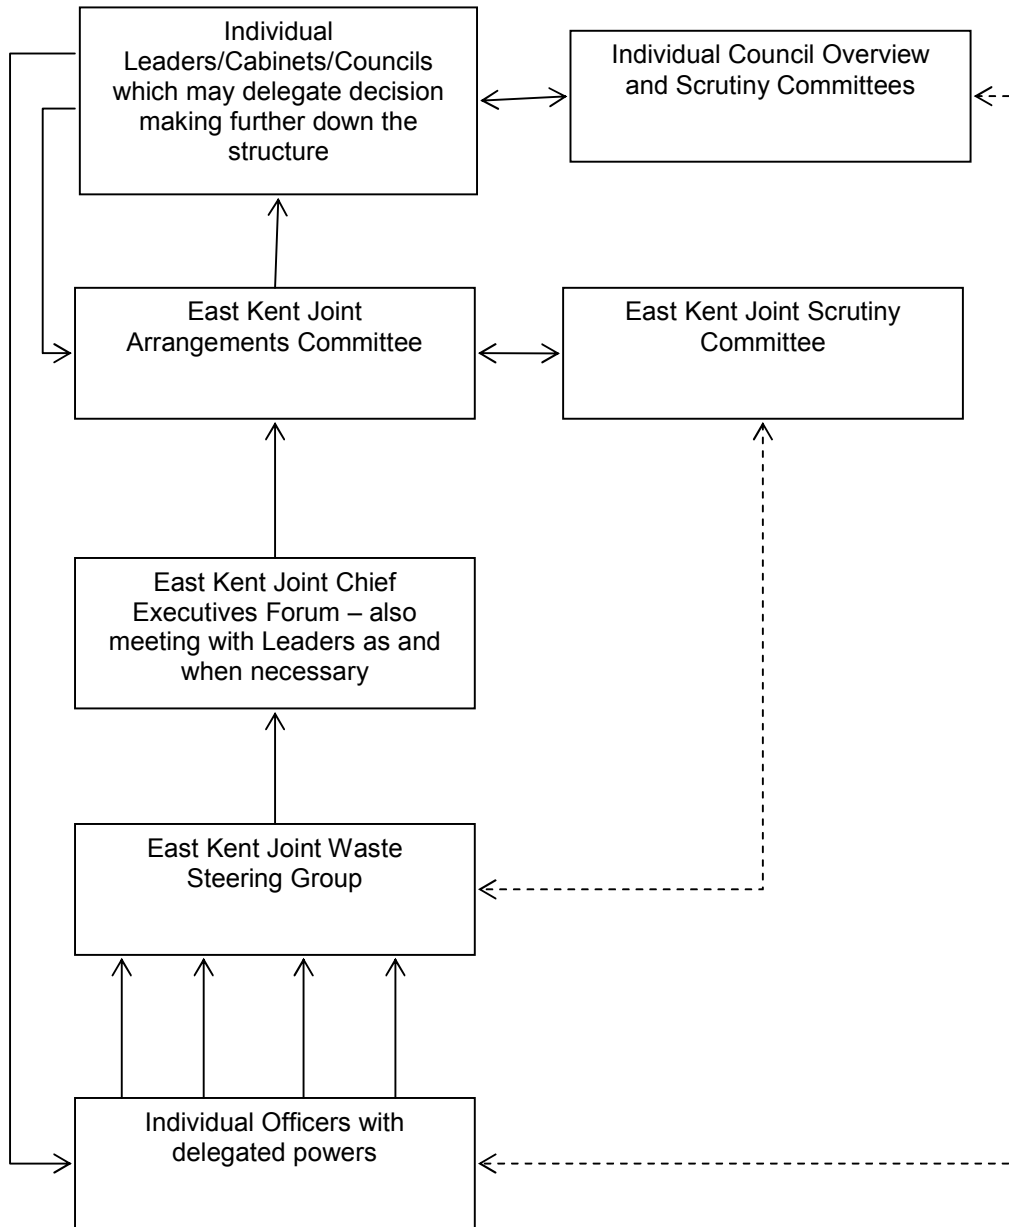 Individual
Leaders/Cabinets/Councils
which may delegate decision
making further down the
structure
Individual Council Overview
and Scrutiny Committees
East Kent Joint
Arrangements Committee
East Kent Joint Scrutiny
Committee
East Kent Joint Chief
Executives Forum – also
meeting with Leaders as and
when necessary
East Kent Joint Waste
Steering Group
Individual Officers with
delegated powers